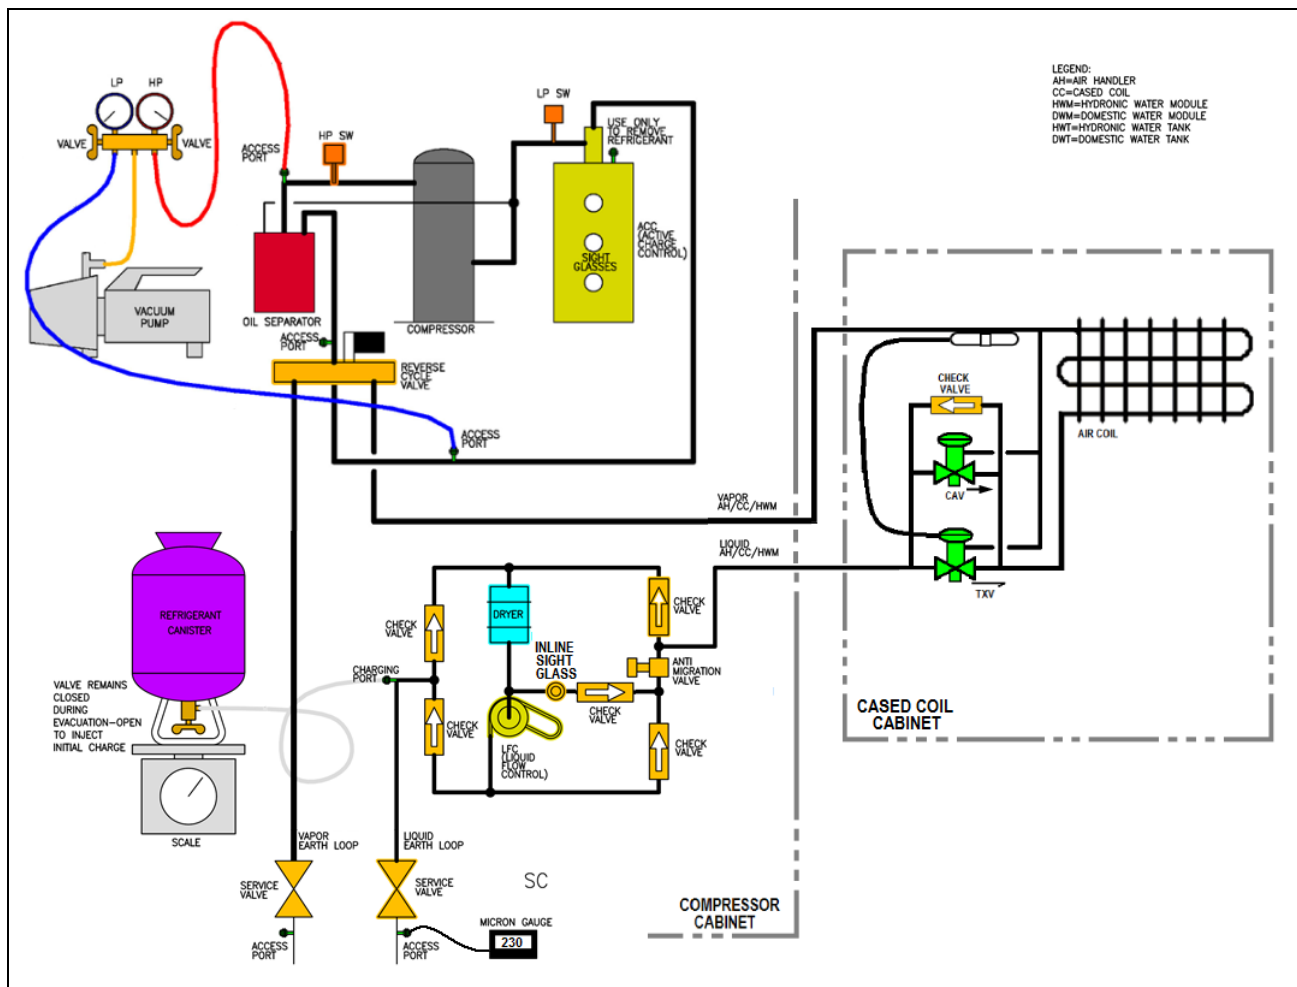 LEGEND:
AH=AIR HANDLER
CC=CASED COIL
HWM=HYDRONIC WATER MODULE
DWM=DOMESTIC WATER MODULE
HWT=HYDRONIC WATER TANK
DWT=DOMESTIC WATER TANK
LP
HP
VALVE
VALVE
ACCESS
PORT
HP SW
LP SW
USE ONLY
TO REMOVE
REFRIGERANT
ACC
(ACTIVE
CHARGE
CONTROL)
SIGHT
GLASSES
VACUUM
PUMP
OIL SEPARATOR
COMPRESSOR
ACCESS
PORT
REVERSE
CYCLE
VALVE
ACCESS
PORT
CHECK
VALVE
AIR COIL
CAV
VAPOR
AH/CC/HWM
LIQUID
AH/CC/HWM
TXV
REFRIGERANT
CANISTER
CHECK
VALVE
DRYER
CHECK
VALVE
INLINE
SIGHT
GLASS
ANTI
MIGRATION
VALVE
CHARGING
PORT
VALVE REMAINS
CLOSED
DURING
EVACUATION-OPEN
TO INJECT
INITIAL CHARGE
CHECK
VALVE
CHECK
VALVE
CHECK
VALVE
LFC
(LIQUID
FLOW
CONTROL)
CASED COIL
CABINET
SCALE
VAPOR
EARTH LOOP
LIQUID
EARTH LOOP
SERVICE
VALVE
SERVICE
VALVE
SC
COMPRESSOR
CABINET
MICRON GAUGE
230
ACCESS
PORT
ACCESS
PORT